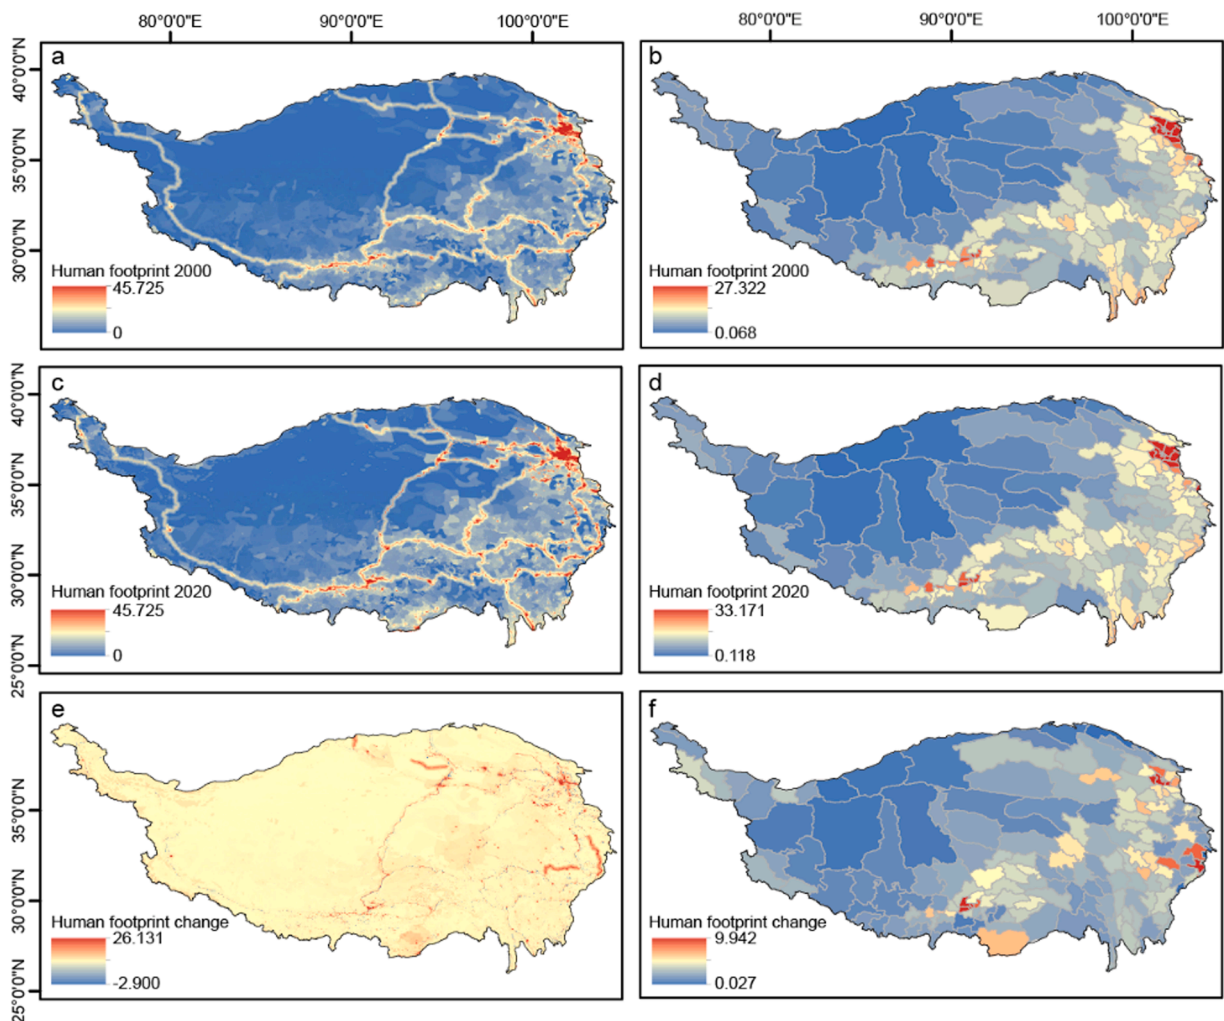 80°0'0"E 90°0'0"E 100°0'0"E 80°0'0"E 90°0'0"E 100°0'0"E
a
40°0'0"N
35°0'0"N
30°0'0"N
Human footprint 2000
45.725
0
b
Human footprint 2000
27.322
0.068
c
40°0'0"N
35°0'0"N
30°0'0"N
25°0'0"N
Human footprint 2020
45.725
0
d
Human footprint 2020
33.171
0.118
e
35°0'0"N
30°0'0"N
25°0'0"N
Human footprint change
26.131
-2.900
f
Human footprint change
9.942
0.027